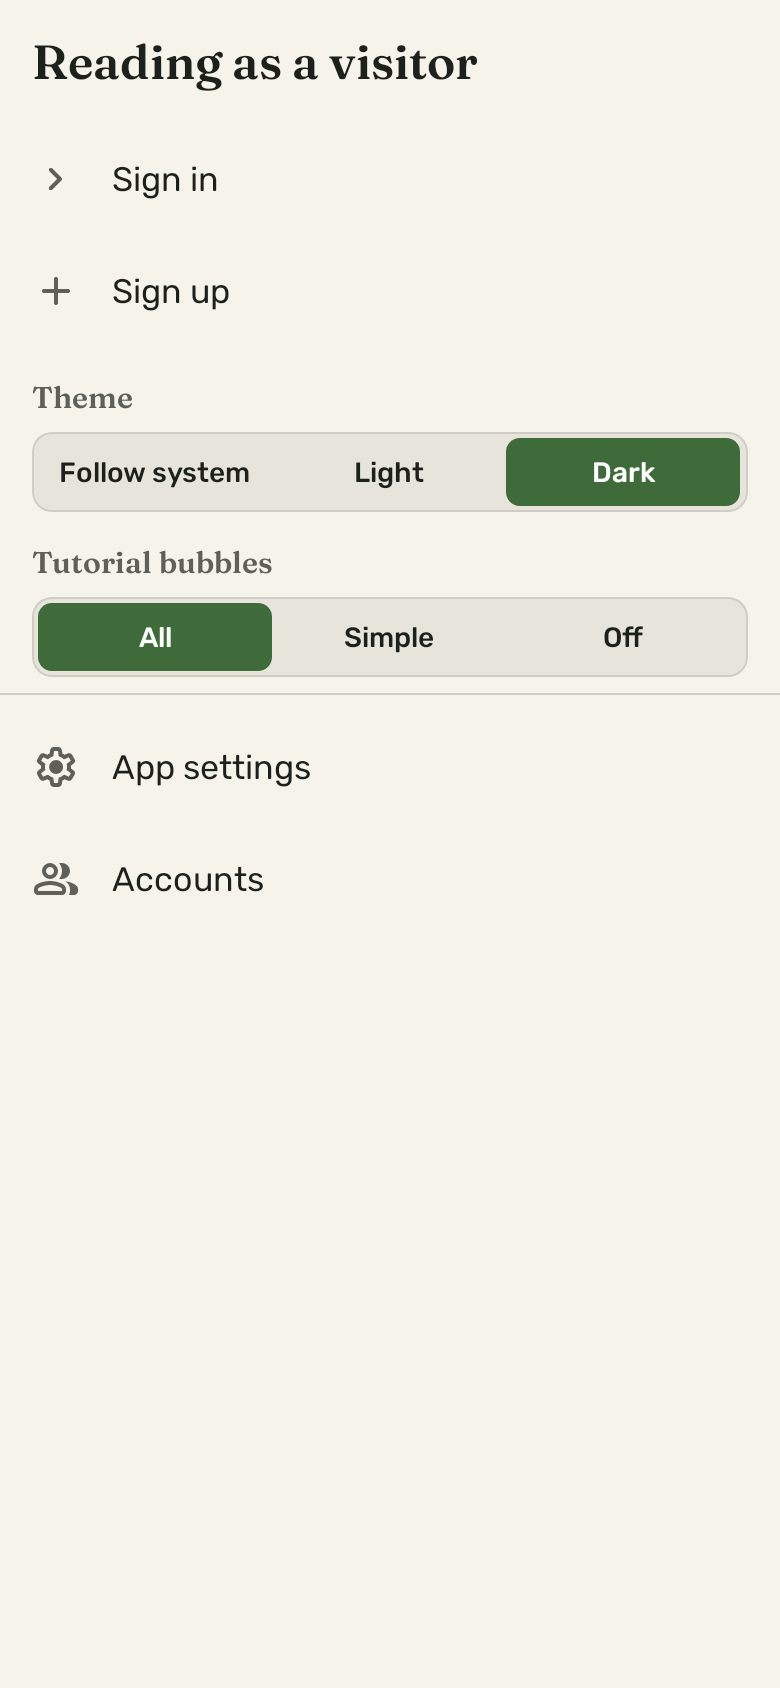 Reading as a visitor
Sign in
Sign up
Theme
Follow system Light Dark
Tutorial bubbles
All Simple Off
App settings
Accounts